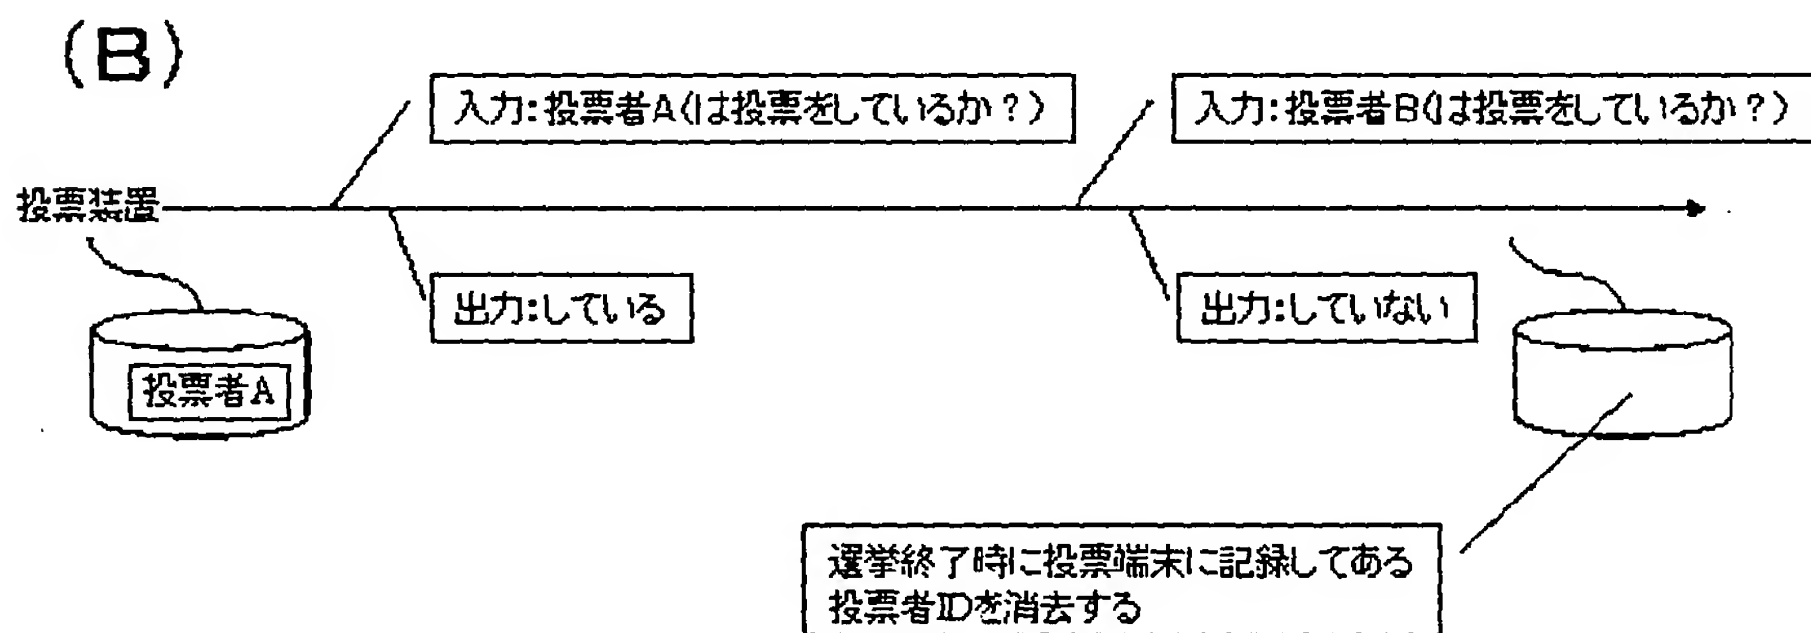 (B)
入力:投票者A(は投票をしているか?)
入力:投票者B(は投票をしているか?)
投票装置
出力:している
出力:していない
投票者A
選挙終了時に投票端末に記録してある
投票者IDを消去する